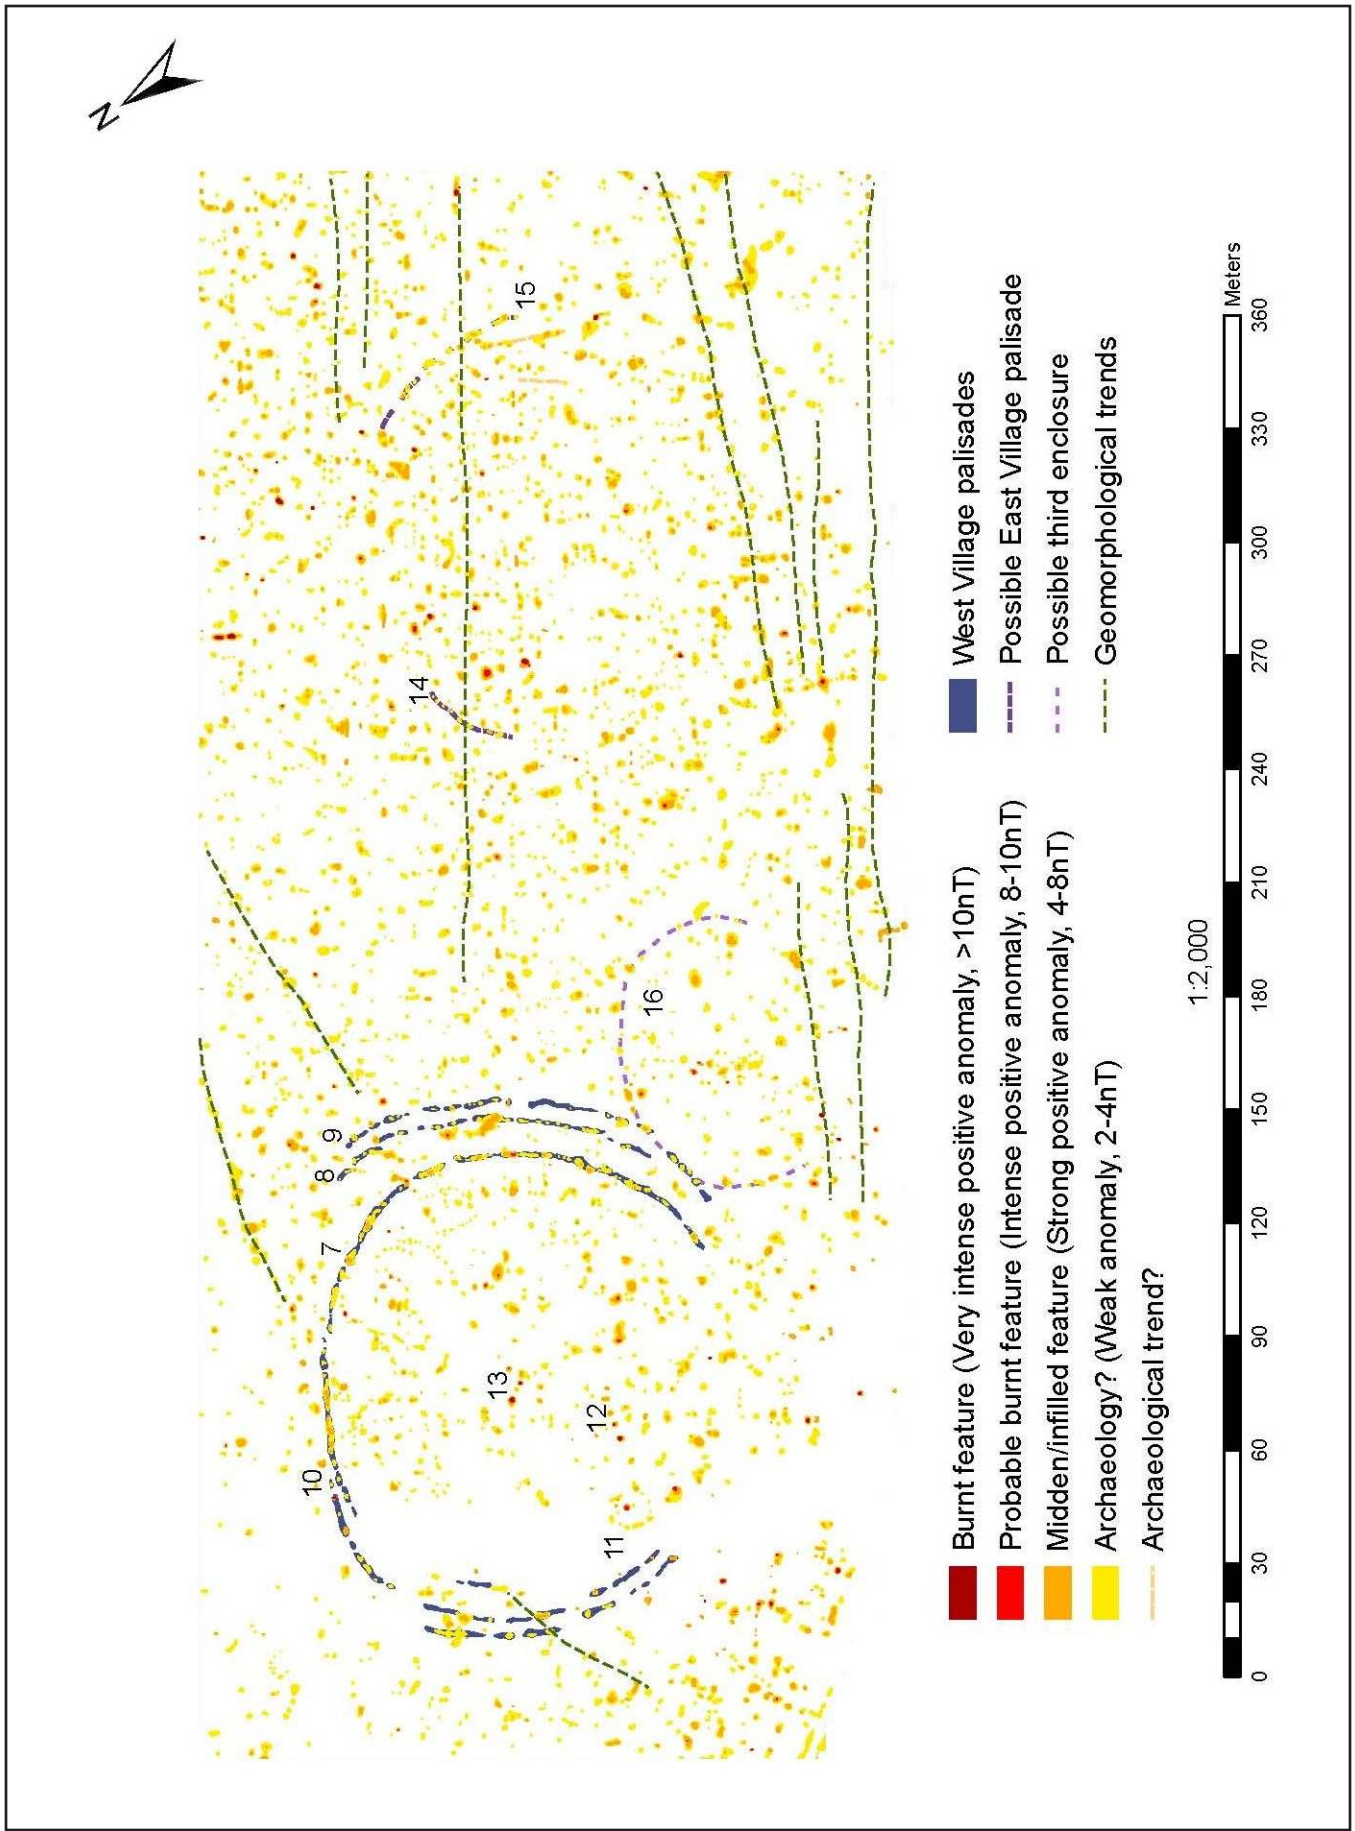 N
7
8
9
10
11
12
13
14
15
16
Burnt feature (Very intense positive anomaly, >10nT)
Probable burnt feature (Intense positive anomaly, 8-10nT)
Midden/infilled feature (Strong positive anomaly, 4-8nT)
Archaeology? (Weak anomaly, 2-4nT)
Archaeological trend?
West Village palisades
Possible East Village palisade
Possible third enclosure
Geomorphological trends
1:2,000
0 30 60 90 120 150 180 210 240 270 300 330 360 Meters